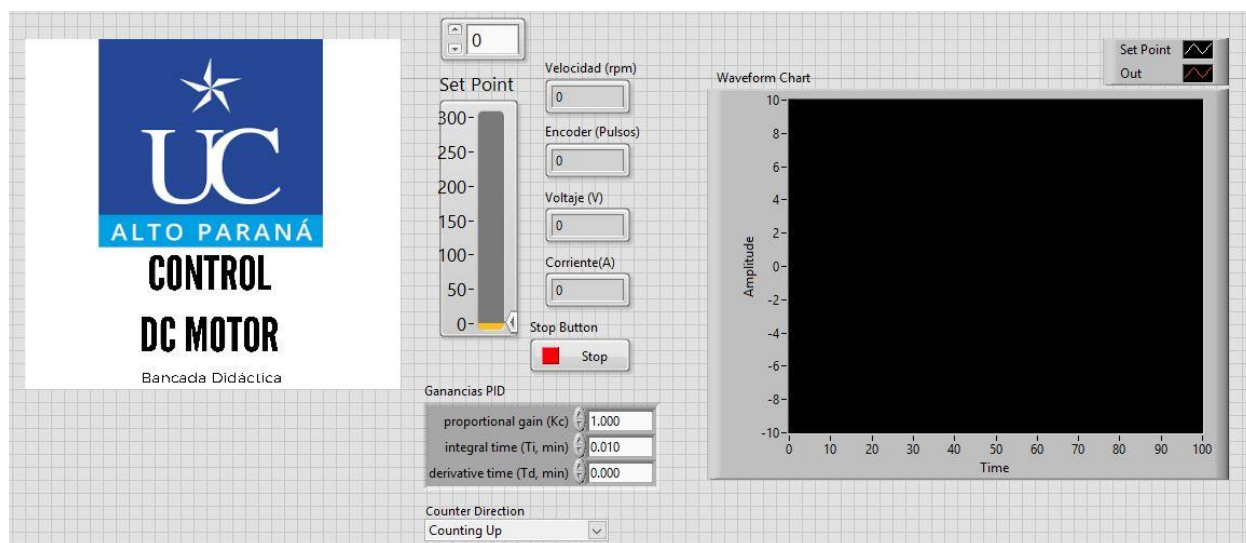 UC
ALTO PARANÁ
CONTROL
DC MOTOR
Bancada Didáctica
0
Set Point
300
250
200
150
100
50
0
Velocidad (rpm)
0
Encoder (Pulsos)
0
Voltaje (V)
0
Corriente(A)
0
Stop Button
Stop
Ganancias PID
proportional gain (Kc) 1.000
integral time (Ti, min) 0.010
derivative time (Td, min) 0.000
Counter Direction
Counting Up
Waveform Chart
Set Point
Out
Amplitude
10
8
6
4
2
0
-2
-4
-6
-8
-10
0 10 20 30 40 50 60 70 80 90 100
Time